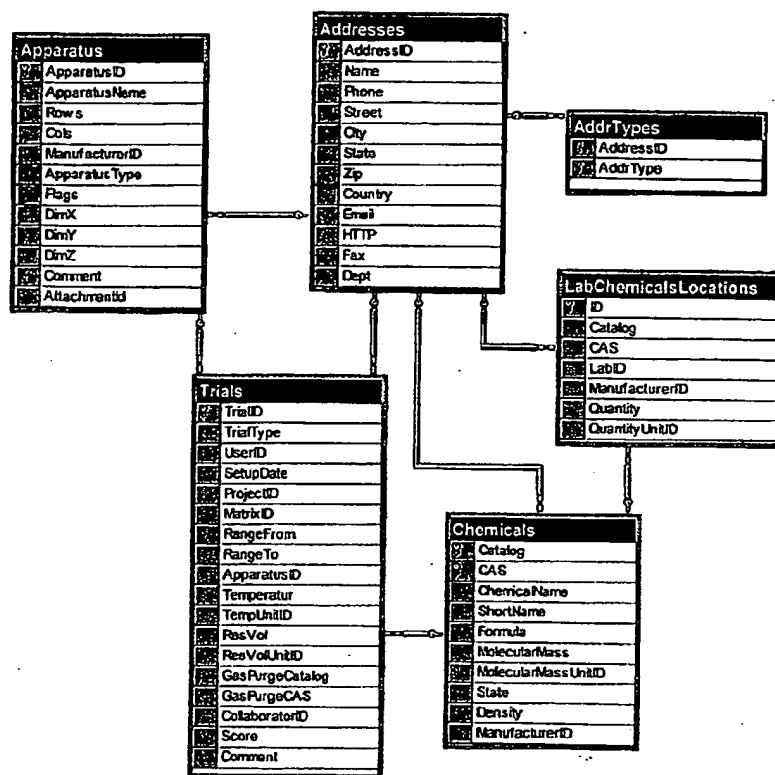 Apparatus
ApparatusID
ApparatusName
Rows
Cols
ManufacturerID
ApparatusType
Flags
DimX
DimY
DimZ
Comment
AttachmentId
Addresses
AddressID
Name
Phone
Street
City
State
Zip
Country
Email
HTTP
Fax
Dept
AddrTypes
AddressID
AddrType
LabChemicalsLocations
ID
Catalog
CAS
LabID
ManufacturerID
Quantity
QuantityUnitID
Trials
TrialID
TrialType
UserID
SetupDate
ProjectID
MatrixID
RangeFrom
RangeTo
ApparatusID
Temperatur
TempUnitID
ResVol
ResVolUnitID
GasPurgeCatalog
GasPurgeCAS
CollaboratorID
Score
Comment
Chemicals
Catalog
CAS
ChemicalName
ShortName
Formula
MolecularMass
MolecularMassUnitID
State
Density
ManufacturerID